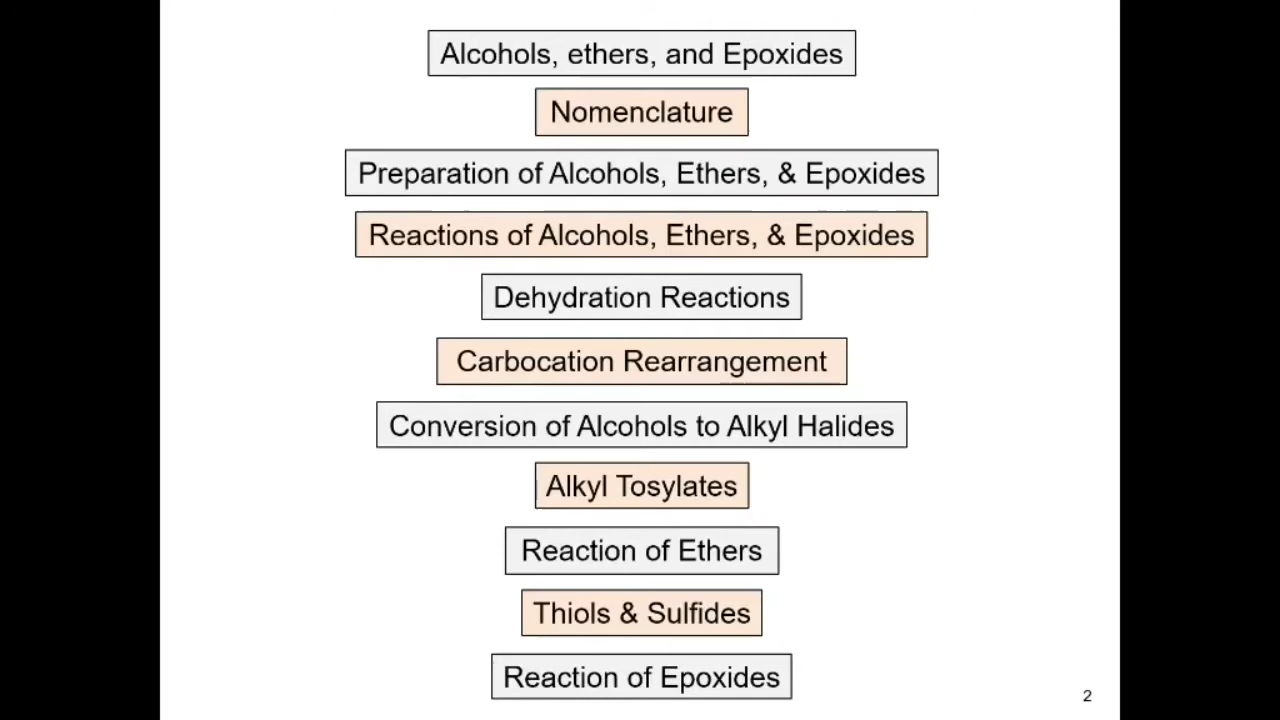 Alcohols, ethers, and Epoxides
Nomenclature
Preparation of Alcohols, Ethers, & Epoxides
Reactions of Alcohols, Ethers, & Epoxides
Dehydration Reactions
Carbocation Rearrangement
Conversion of Alcohols to Alkyl Halides
Alkyl Tosylates
Reaction of Ethers
Thiols & Sulfides
Reaction of Epoxides
2